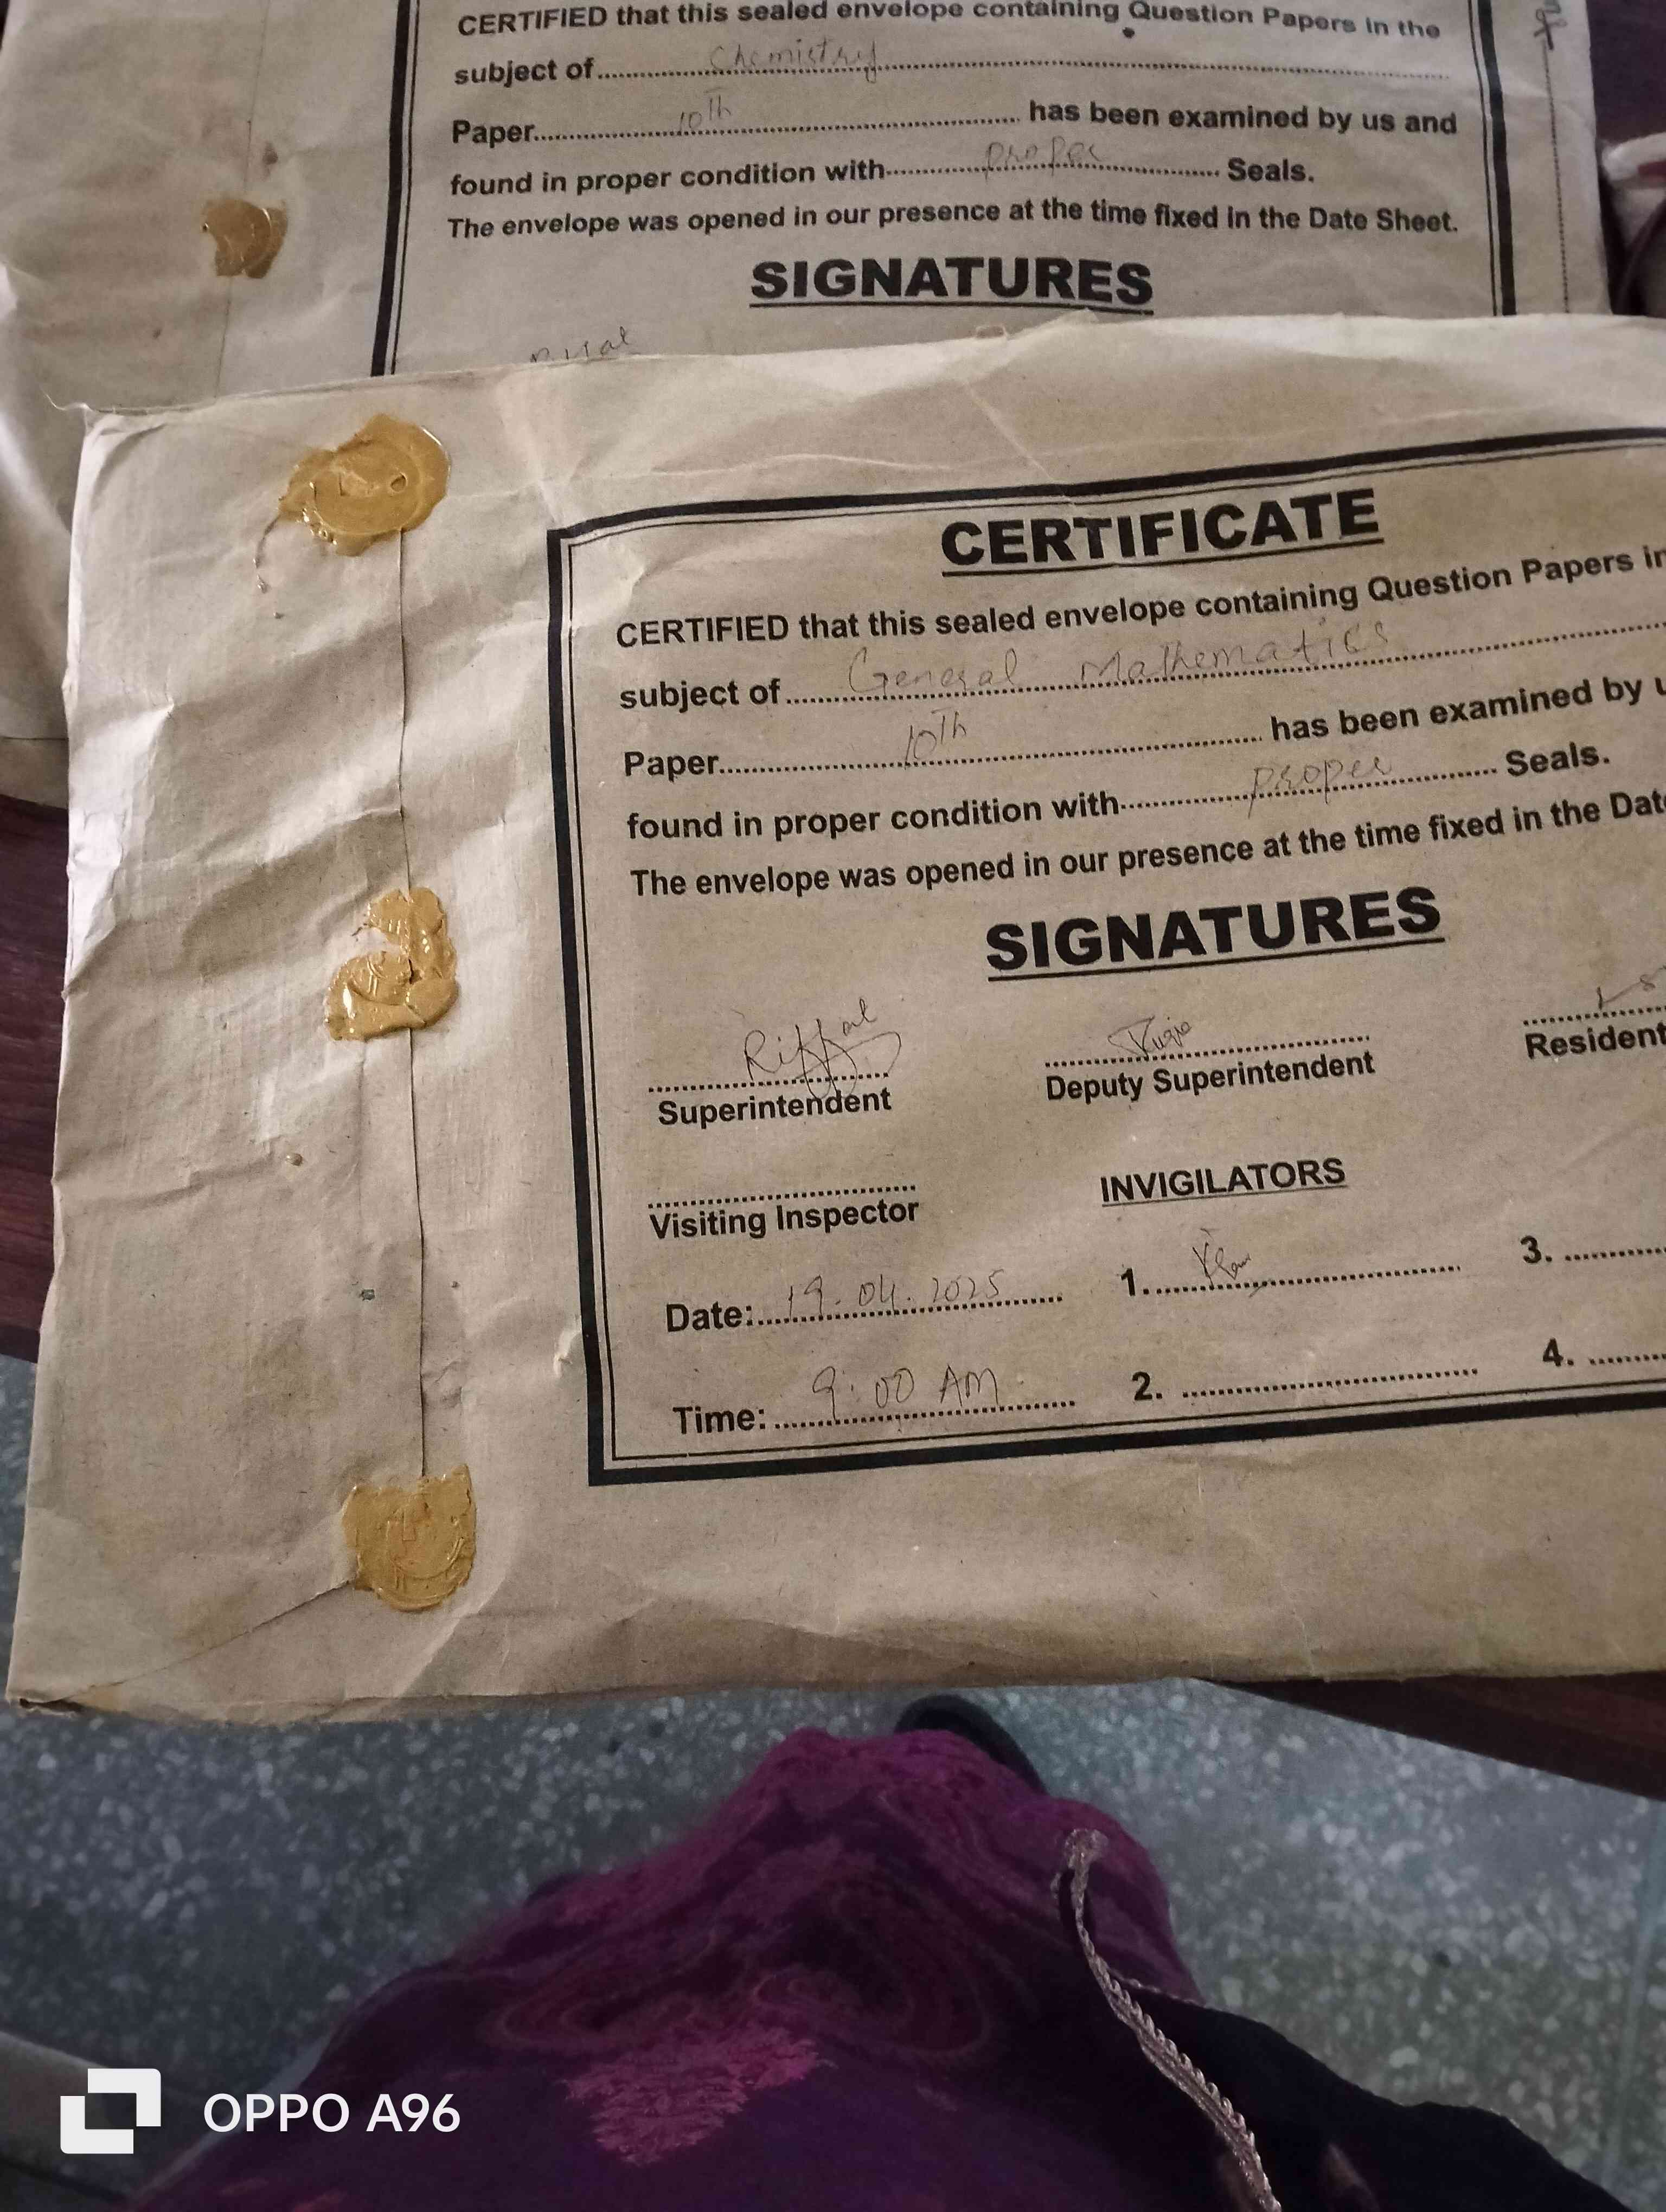 CERTIFIED that this sealed envelope containing Question Papers in the
subject of Chemistry
Paper 10th has been examined by us and
found in proper condition with proper Seals.
The envelope was opened in our presence at the time fixed in the Date Sheet.
SIGNATURES
CERTIFICATE
CERTIFIED that this sealed envelope containing Question Papers in
subject of General Mathematics
Paper 10Th has been examined by
found in proper condition with proper Seals.
The envelope was opened in our presence at the time fixed in the Date
SIGNATURES
Superintendent
Deputy Superintendent
Resident
Visiting Inspector
INVIGILATORS
Date: 19.04.2025
1.
3.
Time: 9:00 AM
2.
4.
OPPO A96